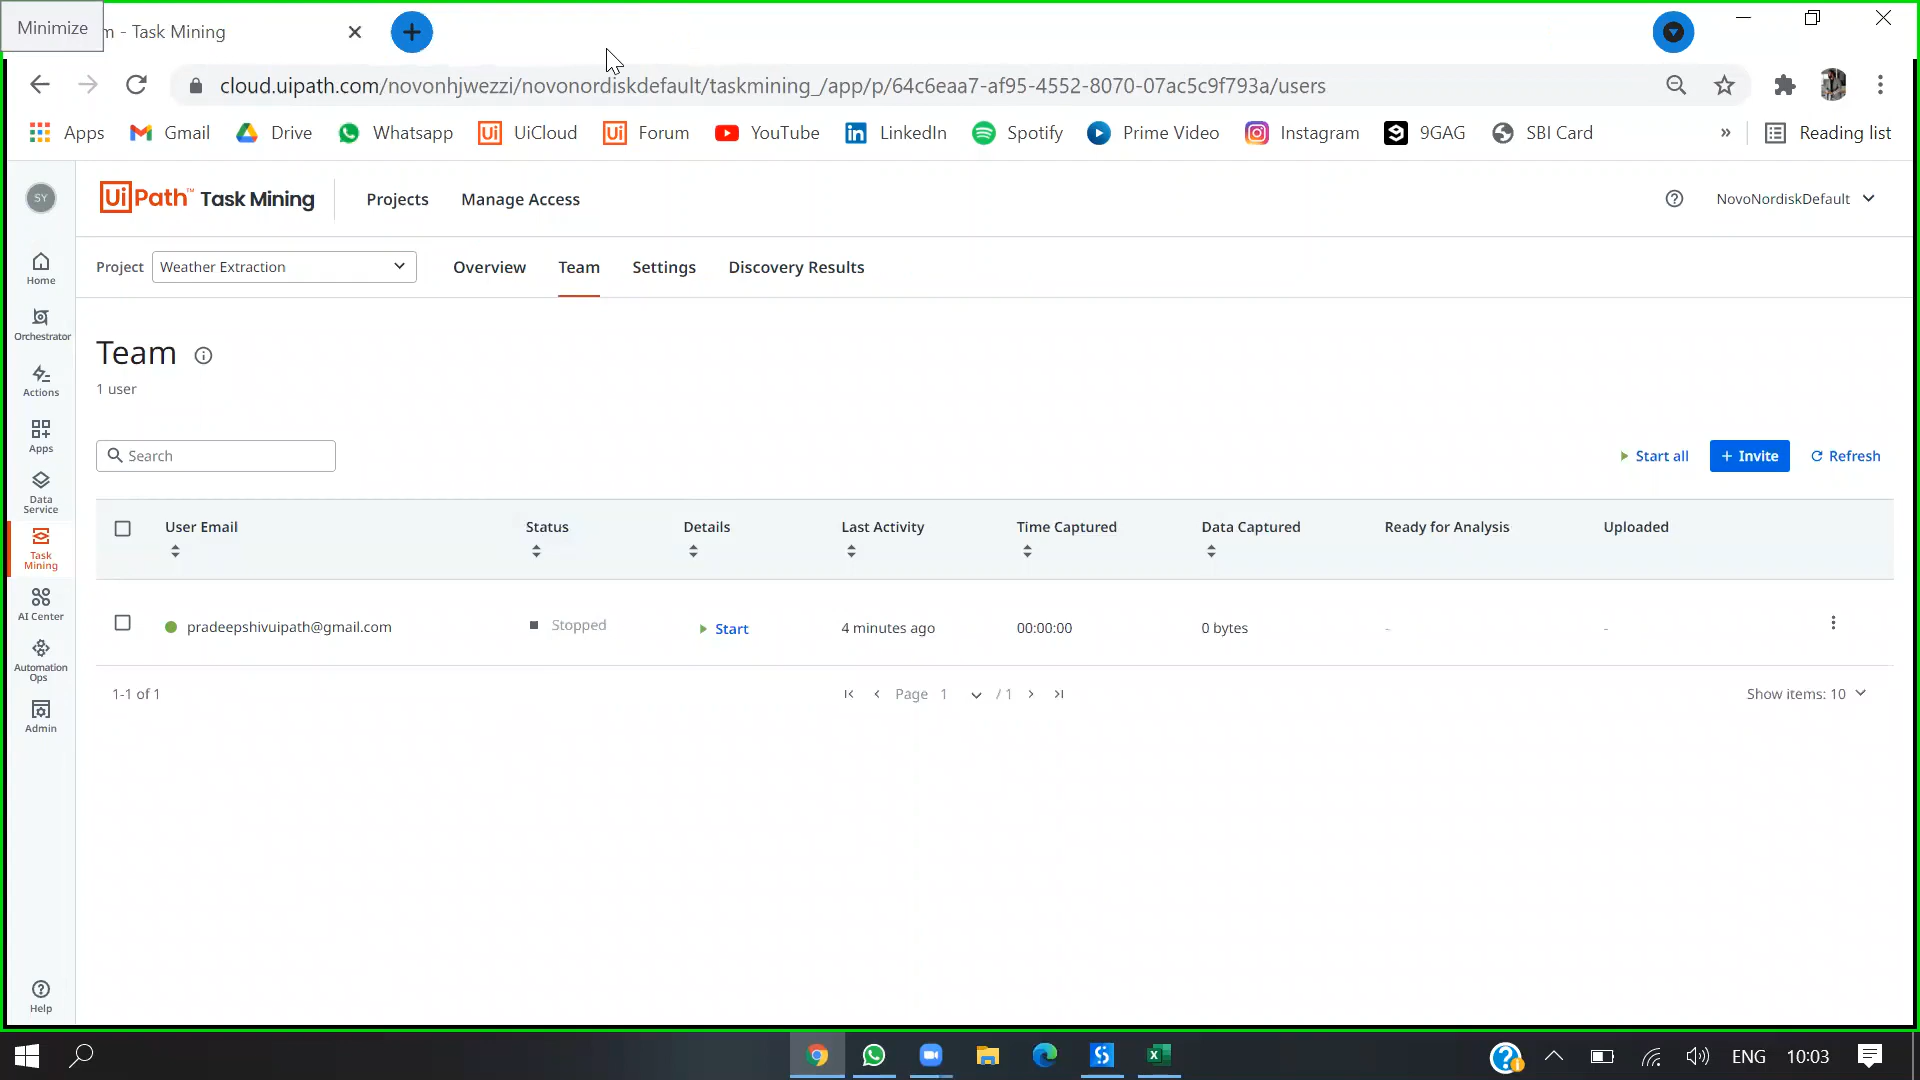 Minimize
m - Task Mining
cloud.uipath.com/novonhjwezzi/novonordiskdefault/taskmining_/app/p/64c6eaa7-af95-4552-8070-07ac5c9f793a/users
Apps Gmail Drive Whatsapp UiCloud Forum YouTube LinkedIn Spotify Prime Video Instagram 9GAG SBI Card » Reading list
SY
UiPath™ Task Mining Projects Manage Access NovoNordiskDefault
Project Weather Extraction Overview Team Settings Discovery Results
Home
Orchestrator
Actions
Apps
Data Service
Task Mining
AI Center
Automation Ops
Admin
Help
Team
1 user
Search Start all + Invite Refresh
User Email Status Details Last Activity Time Captured Data Captured Ready for Analysis Uploaded
pradeepshivuipath@gmail.com Stopped Start 4 minutes ago 00:00:00 0 bytes - -
1-1 of 1 Page 1 / 1 Show items: 10
ENG 10:03